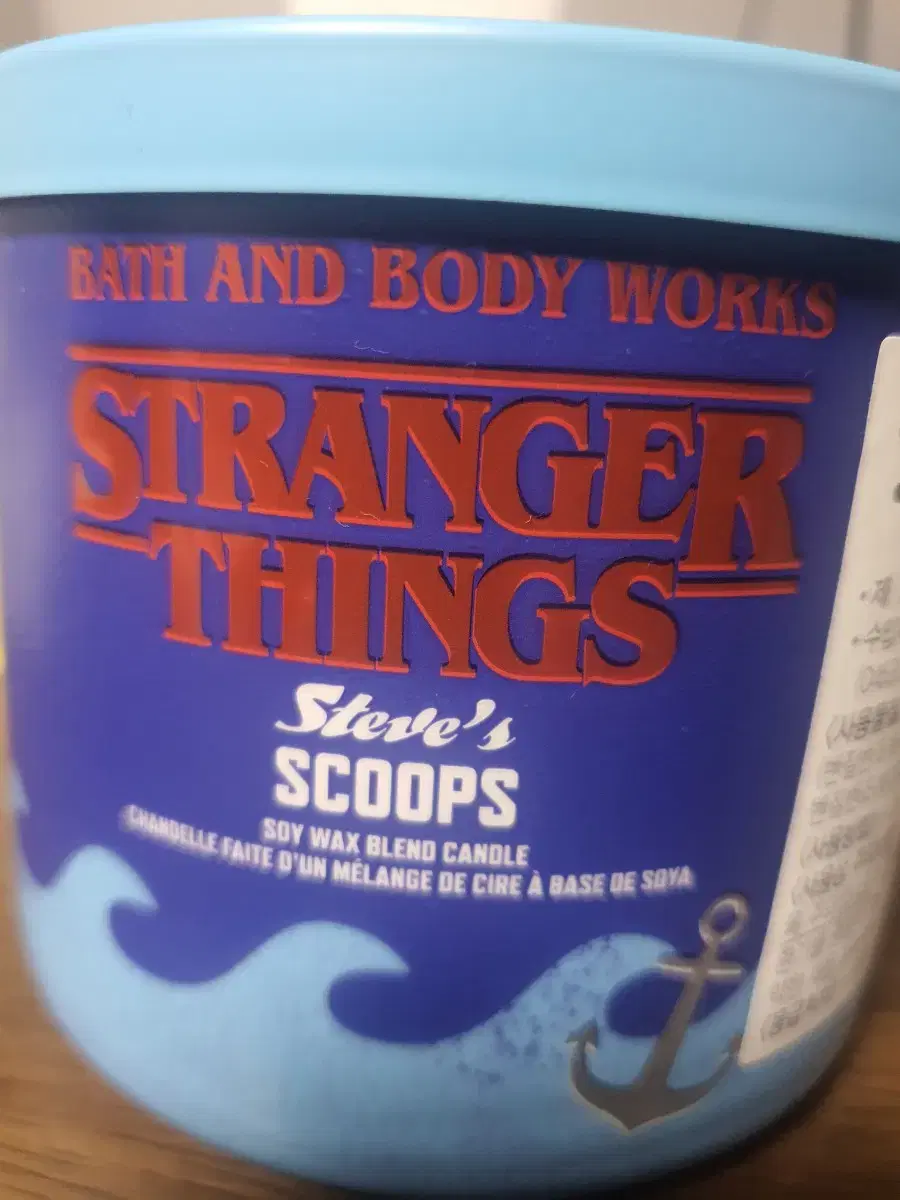 BATH AND BODY WORKS
STRANGER
THINGS
Steve's
SCOOPS
SOY WAX BLEND CANDLE
CHANDELLE FAITE D'UN MÉLANGE DE CIRE À BASE DE SOYA